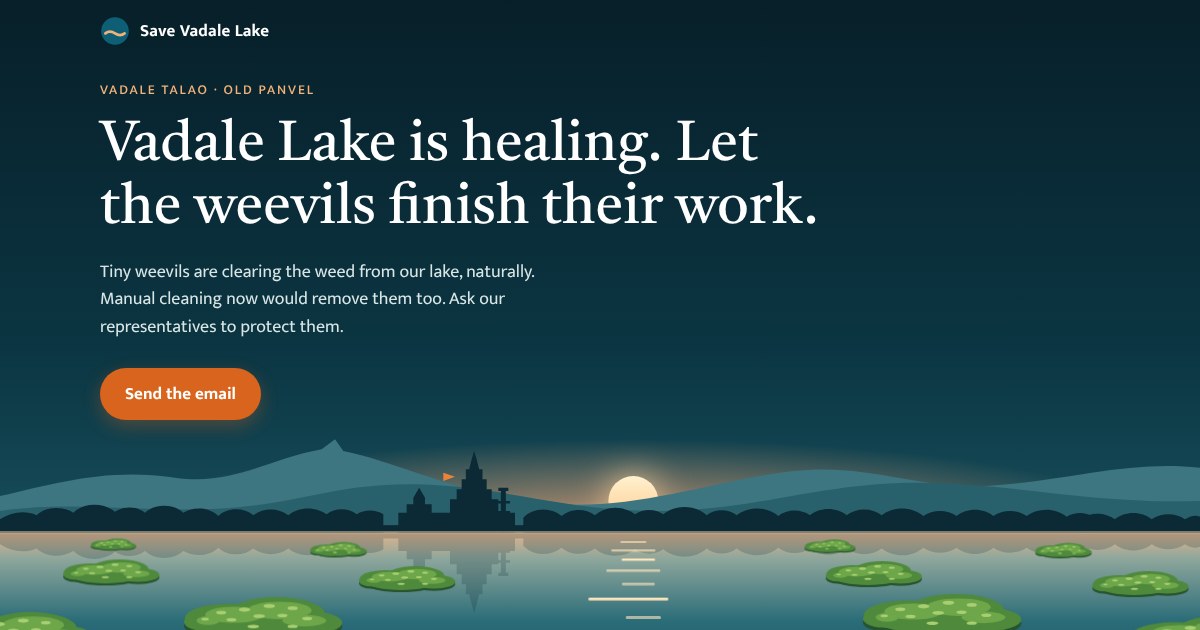 Save Vadale Lake
VADALE TALAO · OLD PANVEL
Vadale Lake is healing. Let
the weevils finish their work.
Tiny weevils are clearing the weed from our lake, naturally.
Manual cleaning now would remove them too. Ask our
representatives to protect them.
Send the email